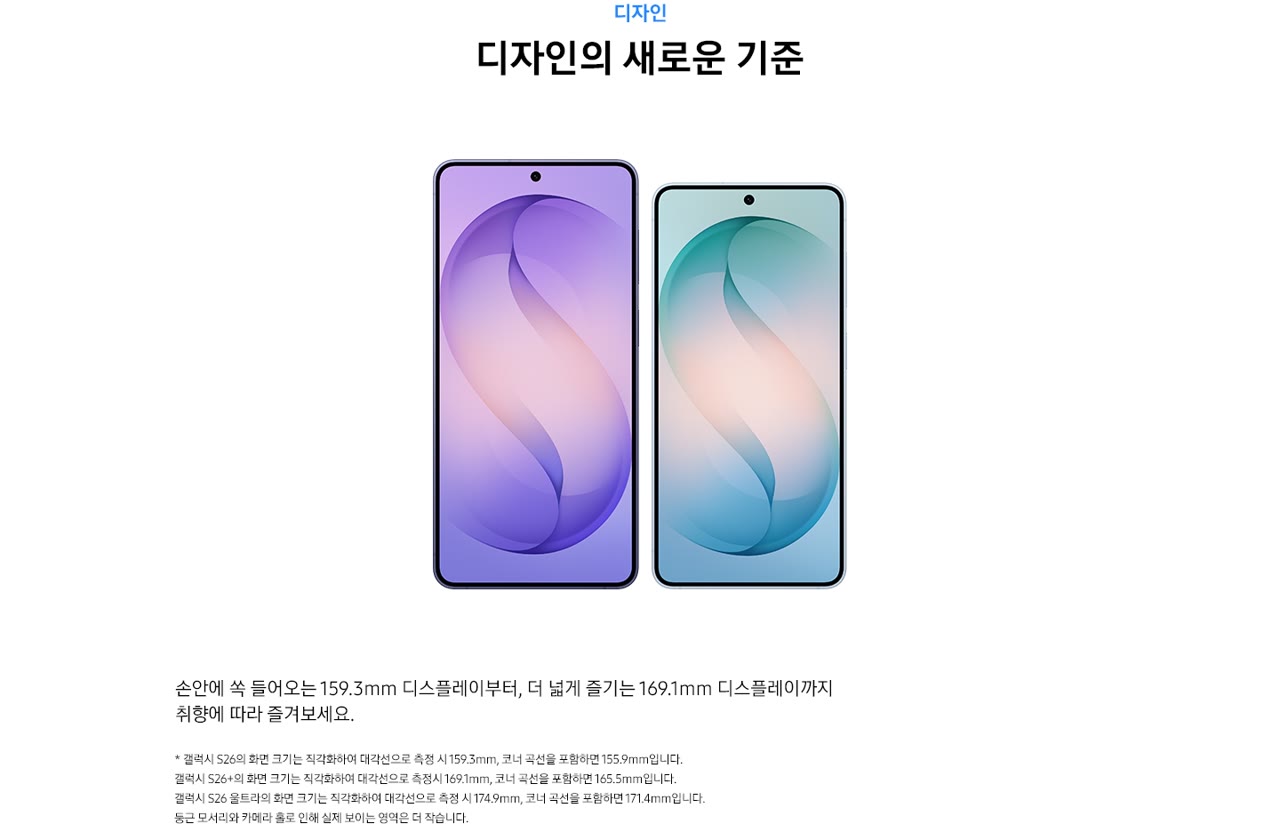 디자인
디자인의 새로운 기준
손안에 쏙 들어오는 159.3mm 디스플레이부터, 더 넓게 즐기는 169.1mm 디스플레이까지
취향에 따라 즐겨보세요.
* 갤럭시 S26의 화면 크기는 직각화하여 대각선으로 측정 시 159.3mm, 코너 곡선을 포함하면 155.9mm입니다.
갤럭시 S26+의 화면 크기는 직각화하여 대각선으로 측정시 169.1mm, 코너 곡선을 포함하면 165.5mm입니다.
갤럭시 S26 울트라의 화면 크기는 직각화하여 대각선으로 측정 시 174.9mm, 코너 곡선을 포함하면 171.4mm입니다.
둥근 모서리와 카메라 홀로 인해 실제 보이는 영역은 더 작습니다.